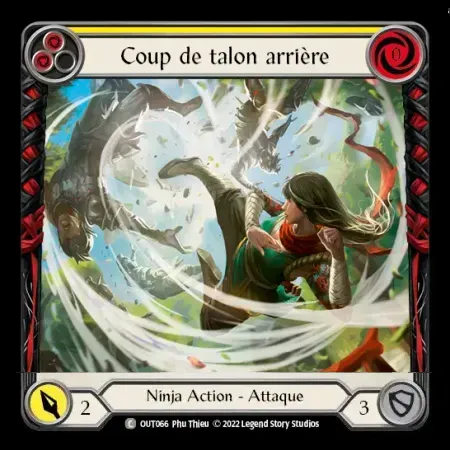 Coup de talon arrière
0
Ninja Action - Attaque
2
3
C OUT066 Phu Thieu © 2022 Legend Story Studios